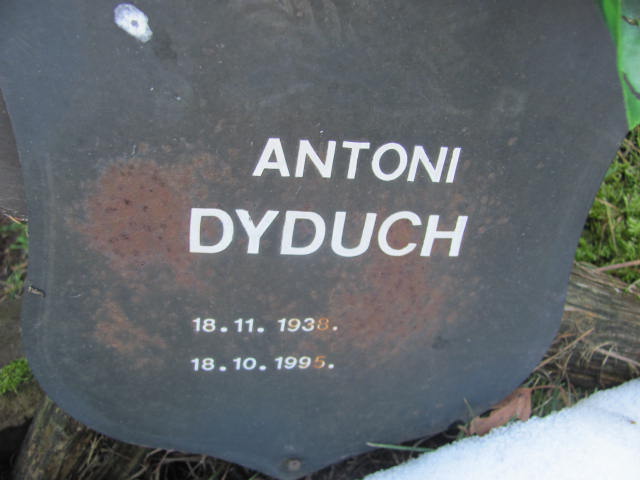 ANTONI
DYDUCH
18.11. 1938.
18.10.1995.